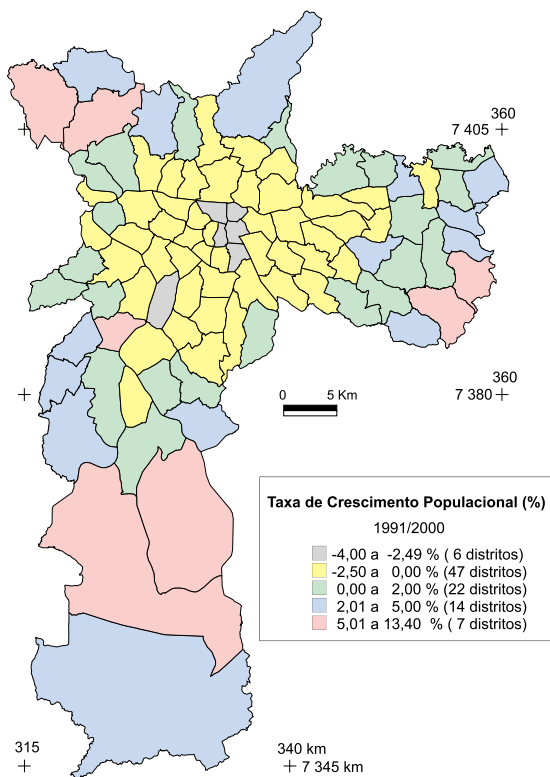 360
7 405
360
7 380
0 5 Km
Taxa de Crescimento Populacional (%)
1991/2000
-4,00 a -2,49 % ( 6 distritos)
-2,50 a 0,00 % (47 distritos)
0,00 a 2,00 % (22 distritos)
2,01 a 5,00 % (14 distritos)
5,01 a 13,40 % ( 7 distritos)
315
340 km
7 345 km